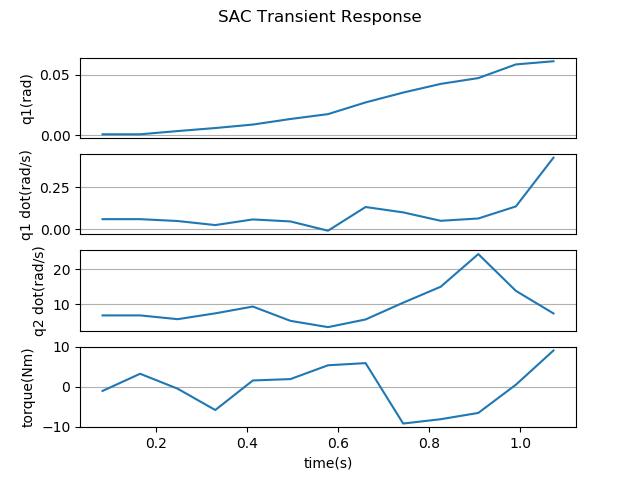 SAC Transient Response
0.05
0.00
q1(rad)
0.25
0.00
q1 dot(rad/s)
20
10
q2 dot(rad/s)
10
0
−10
torque(Nm)
0.2 0.4 0.6 0.8 1.0
time(s)